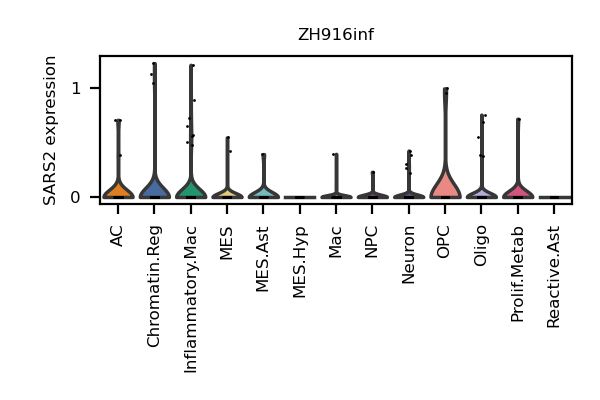 ZH916inf
SARS2 expression
1
0
AC
Chromatin.Reg
Inflammatory.Mac
MES
MES.Ast
MES.Hyp
Mac
NPC
Neuron
OPC
Oligo
Prolif.Metab
Reactive.Ast